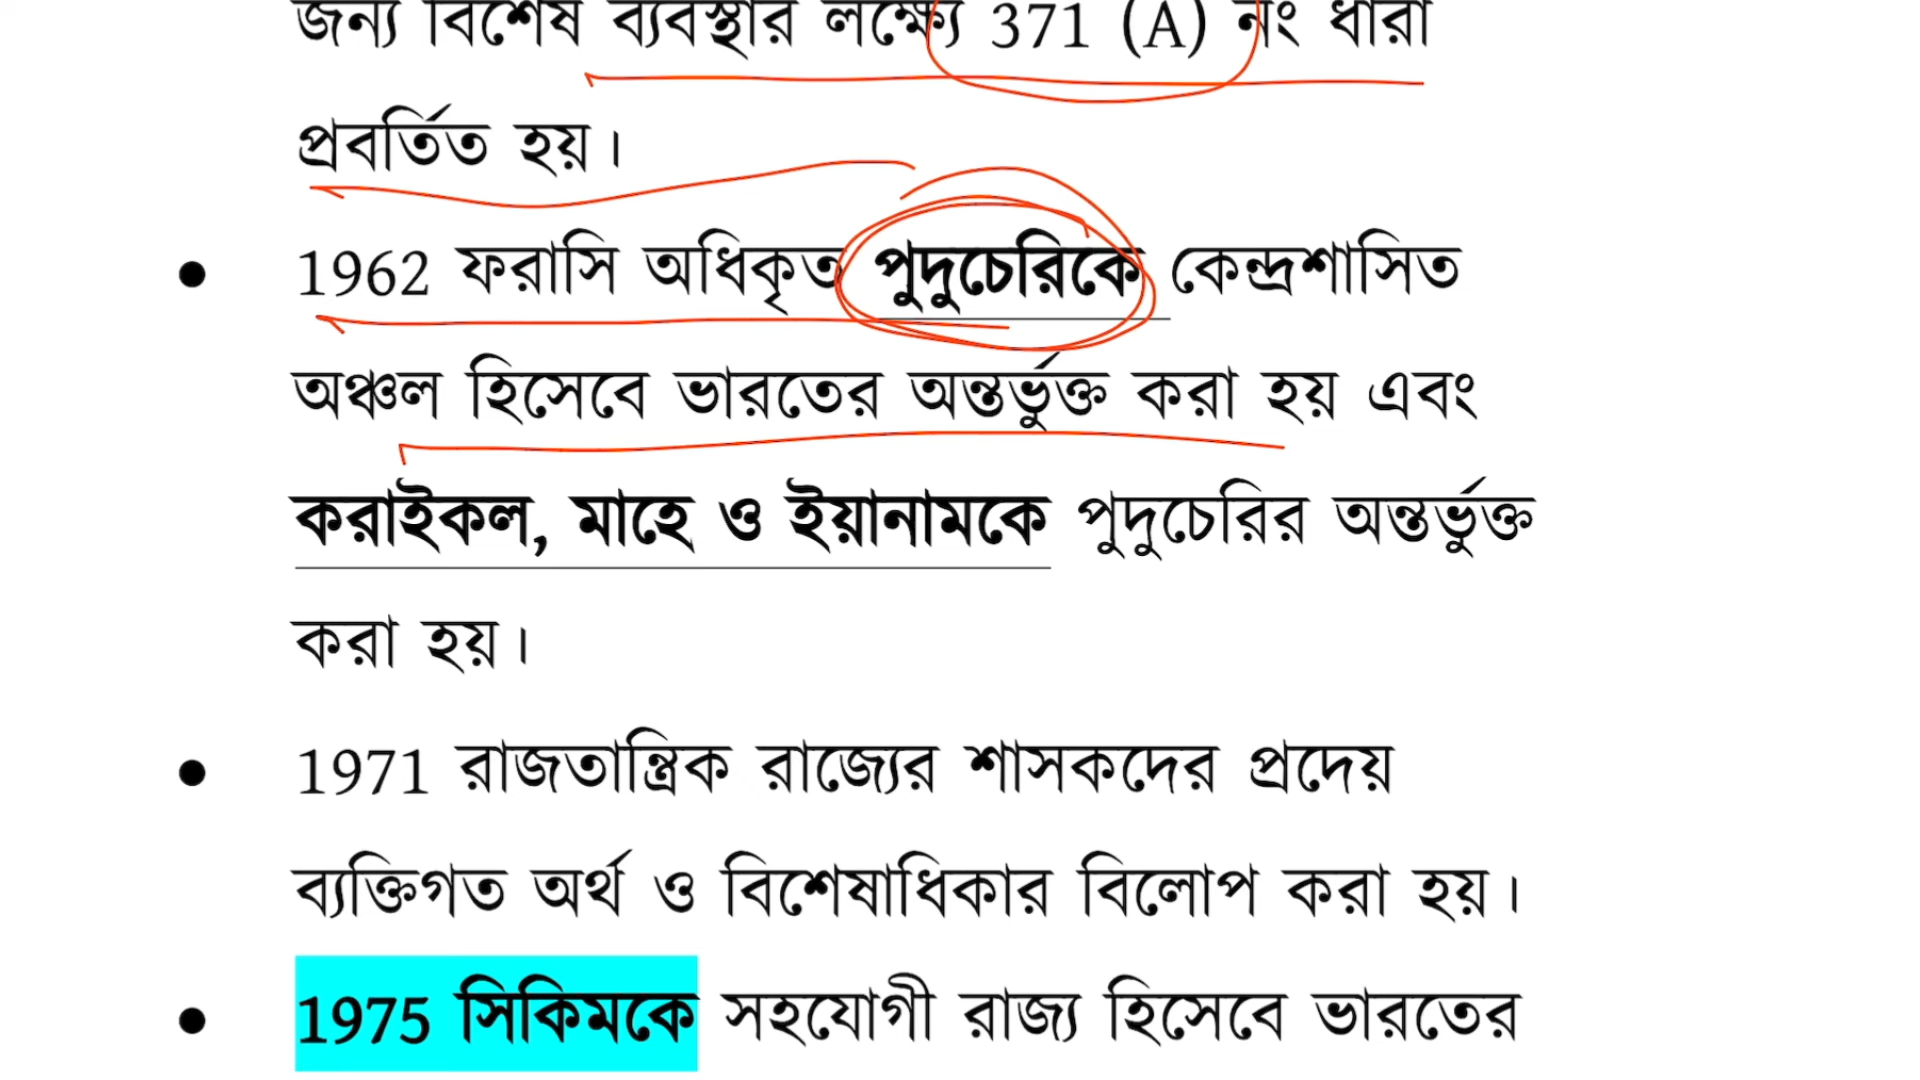 জন্য বিশেষ ব্যবস্থার লক্ষ্যে 371 (A) নং ধারা
প্রবর্তিত হয়।
● 1962 ফরাসি অধিকৃত পুদুচেরিকে কেন্দ্রশাসিত
অঞ্চল হিসেবে ভারতের অন্তর্ভুক্ত করা হয় এবং
করাইকল, মাহে ও ইয়ানামকে পুদুচেরির অন্তর্ভুক্ত
করা হয়।
● 1971 রাজতান্ত্রিক রাজ্যের শাসকদের প্রদেয়
ব্যক্তিগত অর্থ ও বিশেষাধিকার বিলোপ করা হয়।
● 1975 সিকিমকে সহযোগী রাজ্য হিসেবে ভারতের